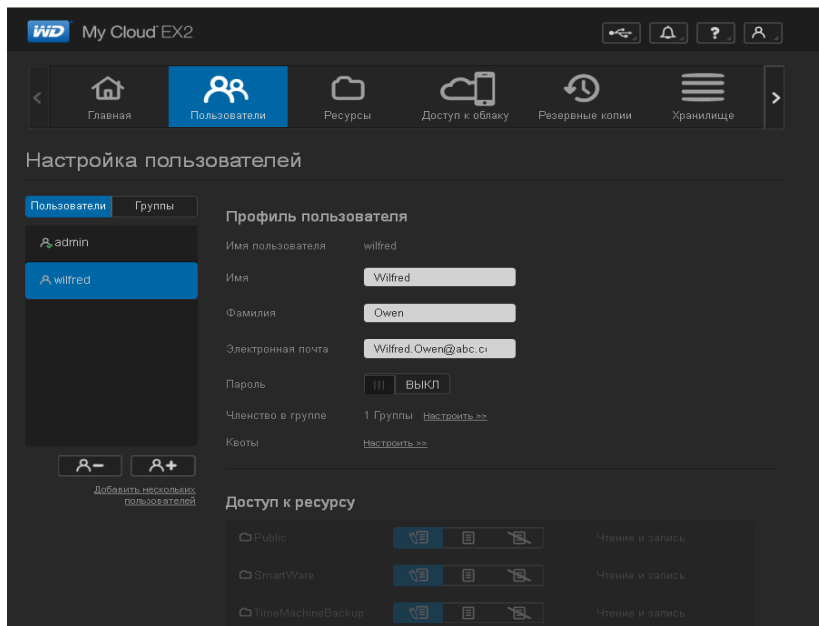 WD My Cloud EX2
?
Главная
Пользователи
Ресурсы
Доступ к облаку
Резервные копии
Хранилище
Настройка пользователей
Пользователи
Группы
admin
wilfred
Добавить нескольких
пользователей
Профиль пользователя
Имя пользователя wilfred
Имя Wilfred
Фамилия Owen
Электронная почта Wilfred.Owen@abc.c
Пароль ВЫКЛ
Членство в группе 1 Группы Настроить >>
Квоты Настроить >>
Доступ к ресурсу
Public Чтение и запись
SmartWare Чтение и запись
TimeMachineBackup Чтение и запись